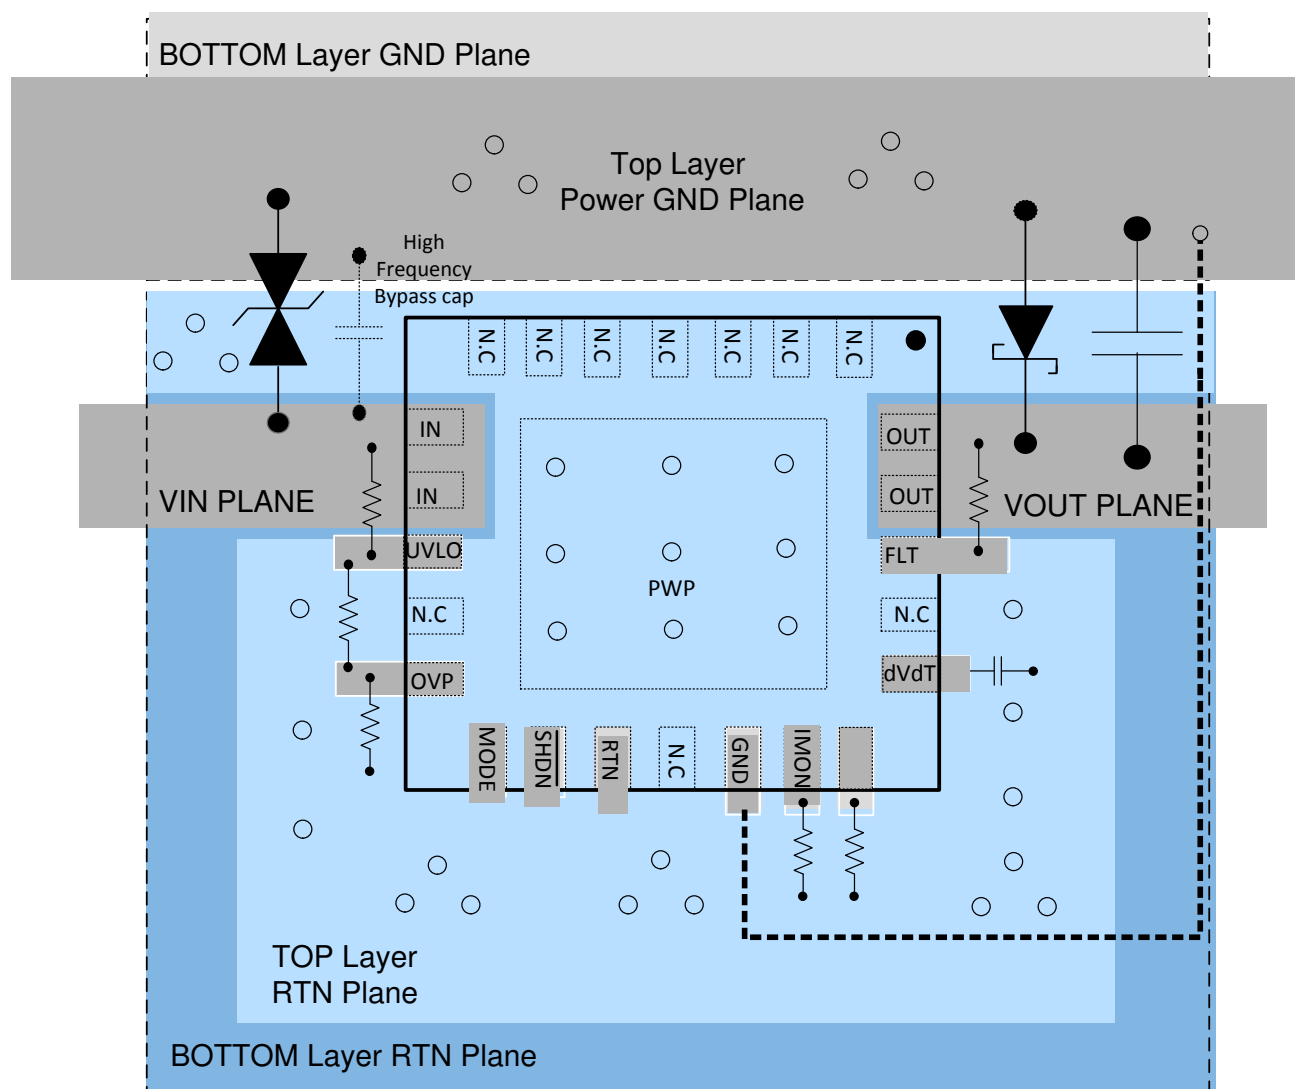 BOTTOM Layer GND Plane
Top Layer
Power GND Plane
High
Frequency
Bypass cap
N.C
N.C
N.C
N.C
N.C
N.C
N.C
IN
OUT
IN
OUT
VIN PLANE
VOUT PLANE
UVLO
FLT
PWP
N.C
N.C
OVP
dVdT
MODE
SHDN
RTN
N.C
GND
IMON
TOP Layer
RTN Plane
BOTTOM Layer RTN Plane